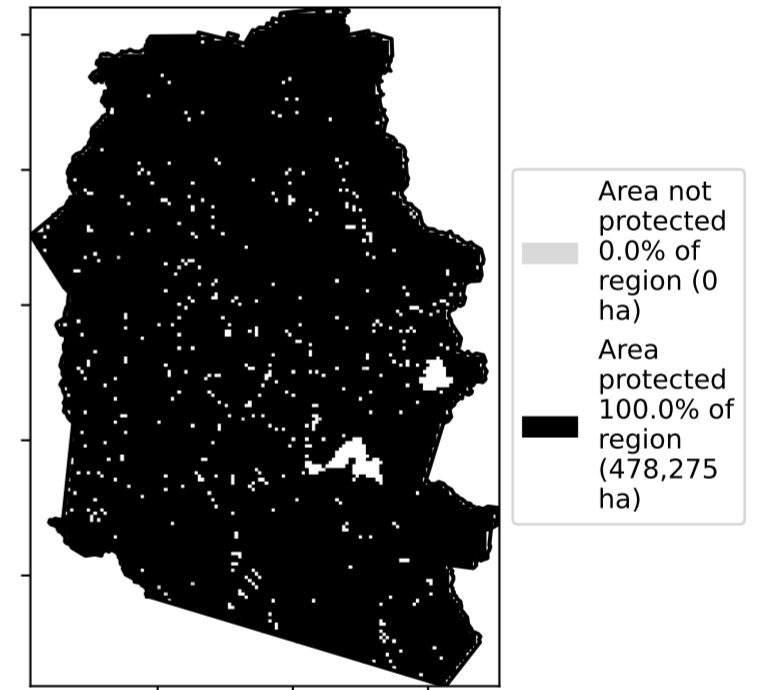 Area not
protected
0.0% of
region (0
ha)
Area
protected
100.0% of
region
(478,275
ha)